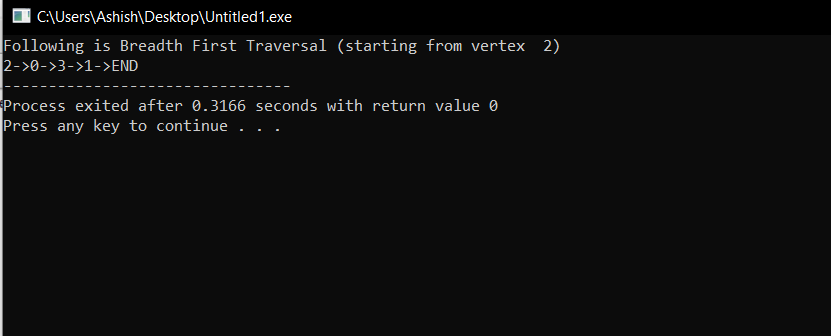 C:\Users\Ashish\Desktop\Untitled1.exe
Following is Breadth First Traversal (starting from vertex  2)
2->0->3->1->END
--------------------------------
Process exited after 0.3166 seconds with return value 0
Press any key to continue . . .